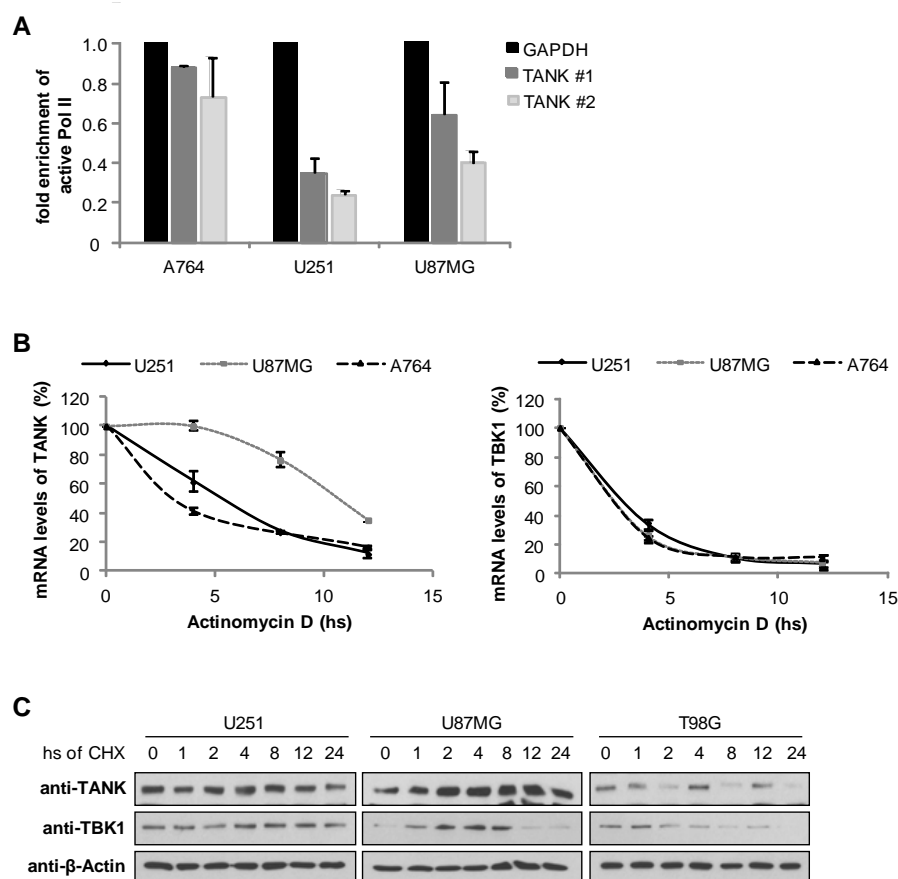 A
fold enrichment of
active Pol II
1.0
0.8
0.6
0.4
0.2
0
A764
U251
U87MG
GAPDH
TANK #1
TANK #2
B
U251 U87MG A764
mRNA levels of TANK (%)
120
100
80
60
40
20
0
0 5 10 15
Actinomycin D (hs)
U251 U87MG A764
mRNA levels of TBK1 (%)
120
100
80
60
40
20
0
0 5 10 15
Actinomycin D (hs)
C
U251 U87MG T98G
hs of CHX 0 1 2 4 8 12 24 0 1 2 4 8 12 24 0 1 2 4 8 12 24
anti-TANK
anti-TBK1
anti-β-Actin